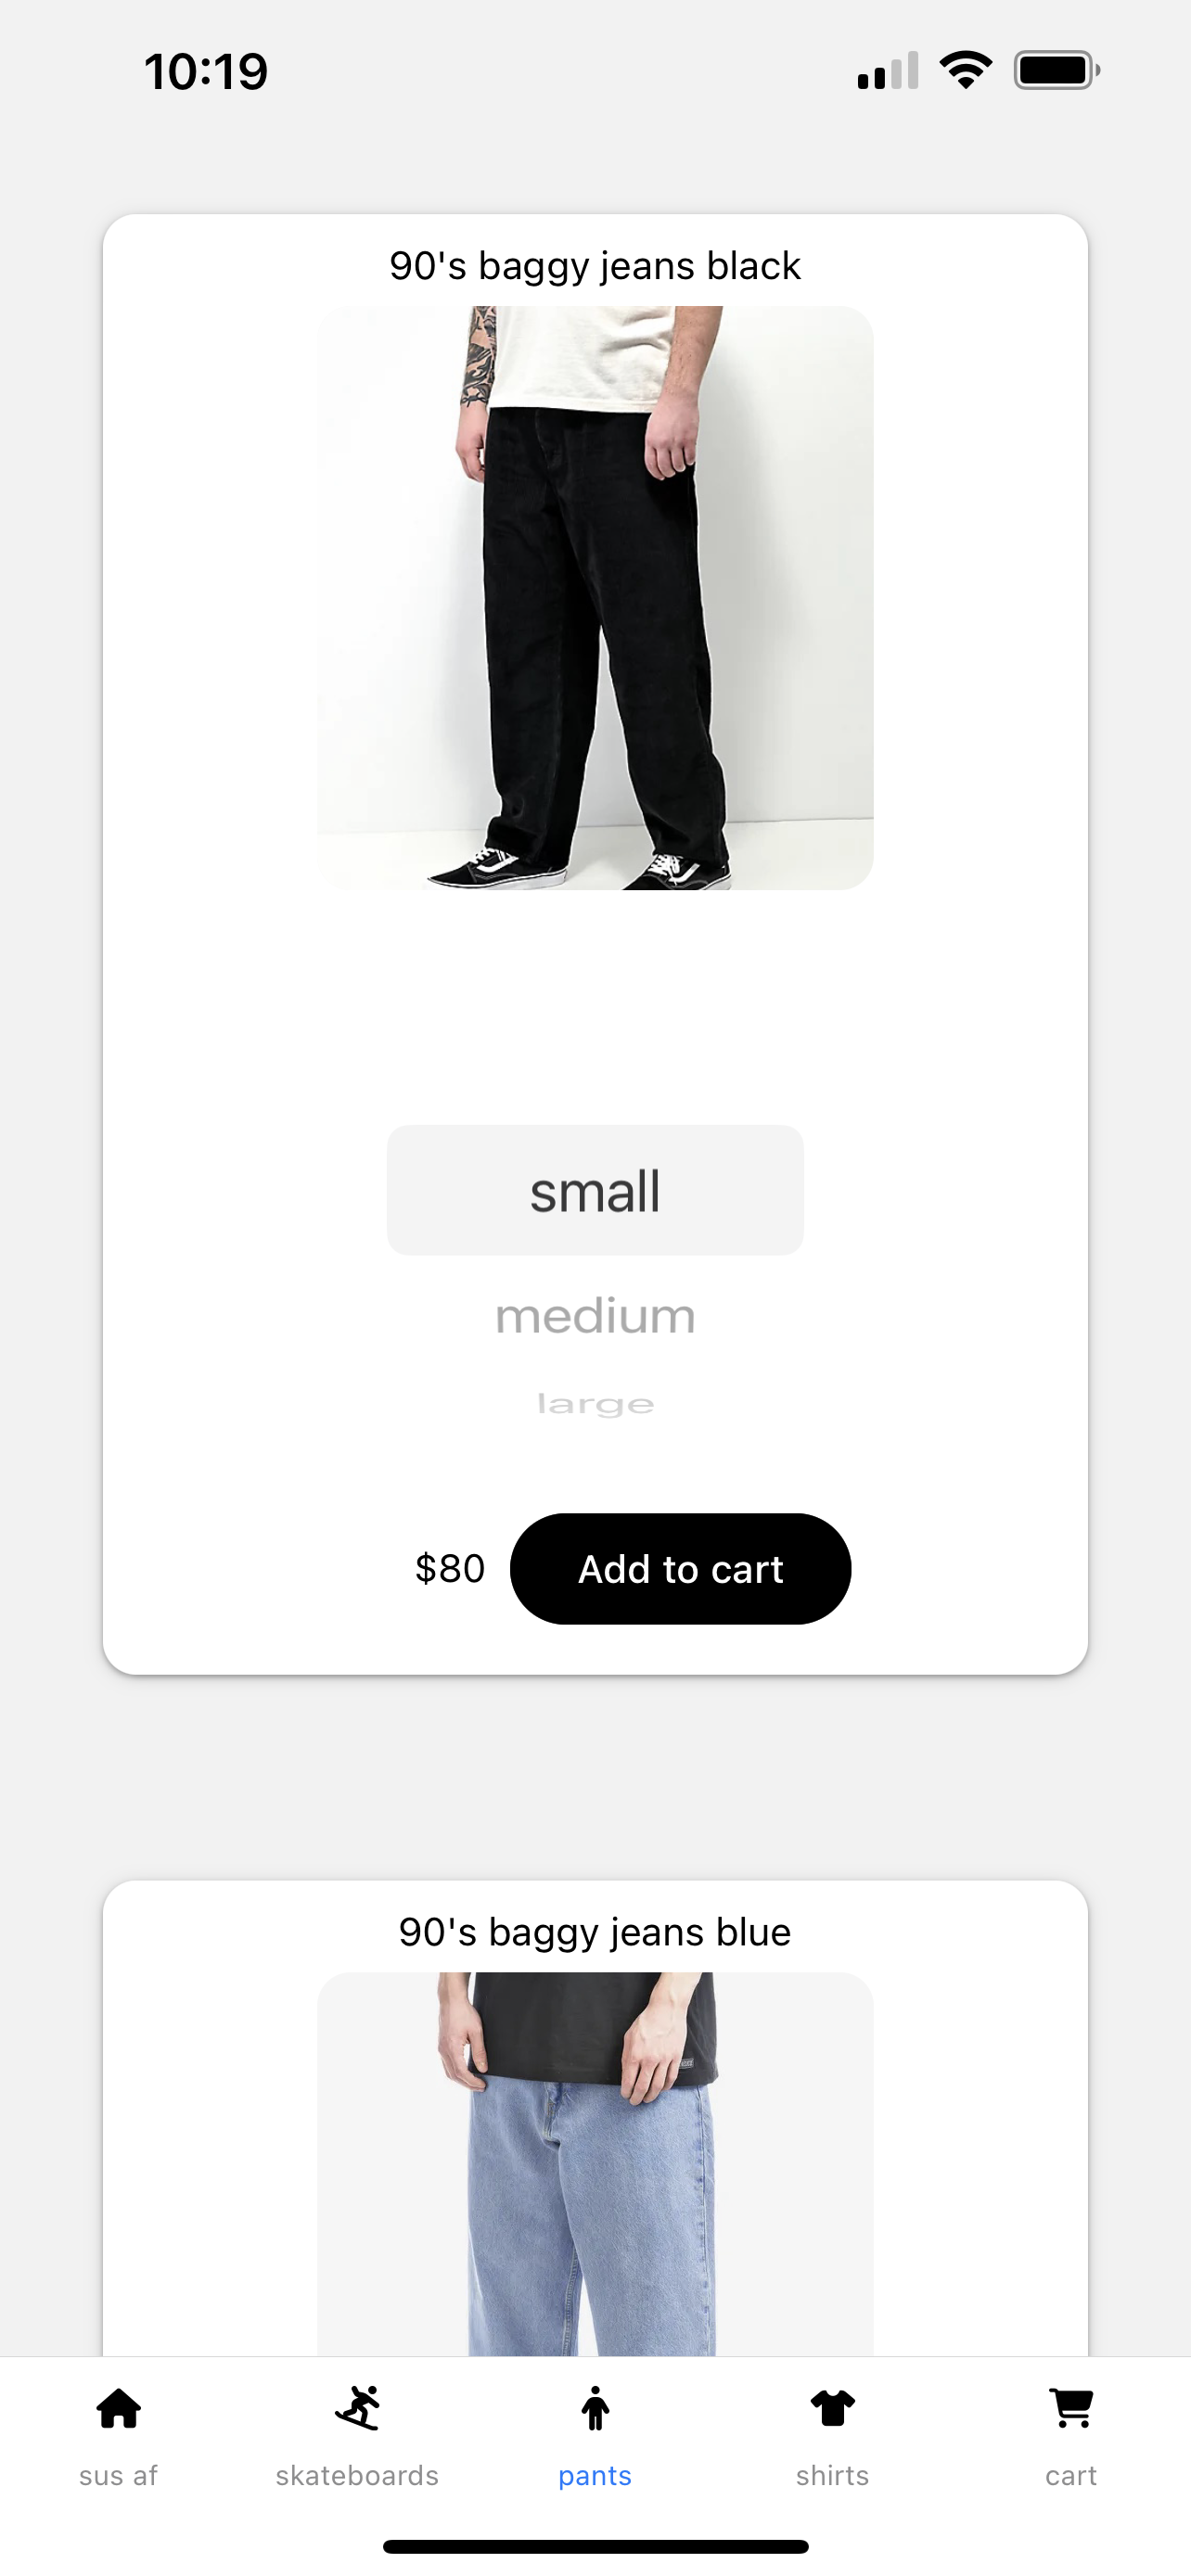 10:19
90's baggy jeans black
small
medium
large
$80 Add to cart
90's baggy jeans blue
sus af skateboards pants shirts cart